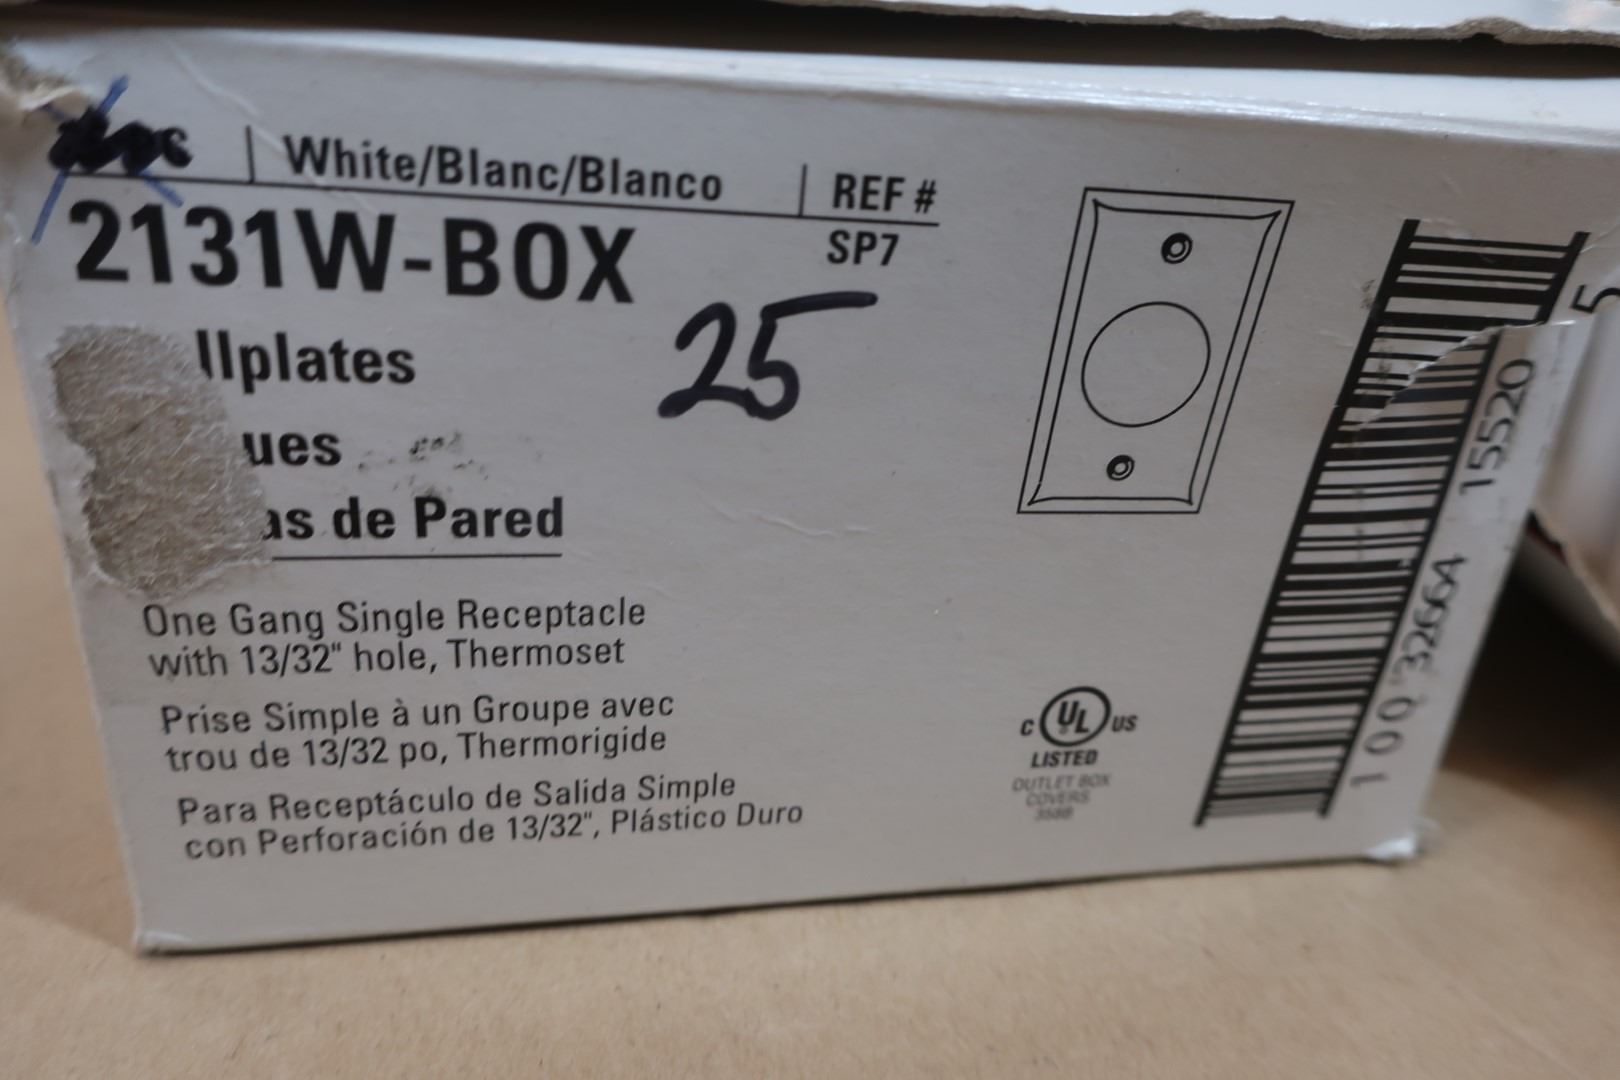 White/Blanc/Blanco
REF #
2131W-BOX
SP7
25
llplates
ues
as de Pared
One Gang Single Receptacle
with 13/32" hole, Thermoset
Prise Simple à un Groupe avec
trou de 13/32 po, Thermorigide
Para Receptáculo de Salida Simple
con Perforación de 13/32", Plástico Duro
C UL US
LISTED
OUTLET BOX
COVERS
1 00 32664 15520 5